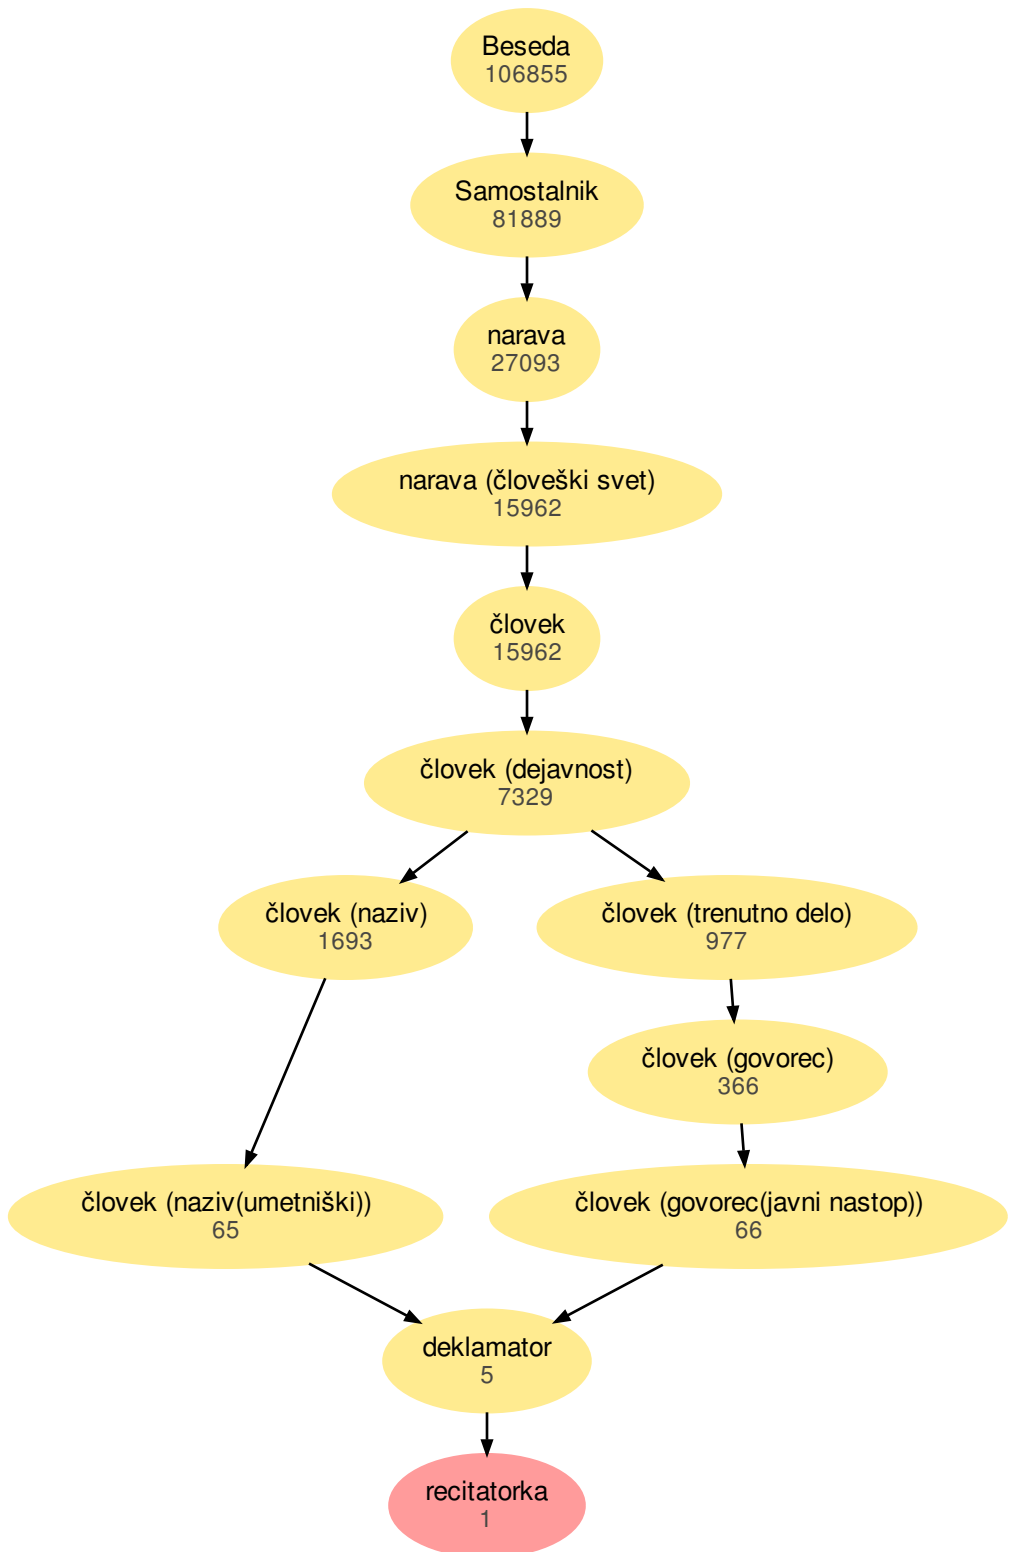 Beseda
106855
Samostalnik
81889
narava
27093
narava (človeški svet)
15962
človek
15962
človek (dejavnost)
7329
človek (naziv)
1693
človek (trenutno delo)
977
človek (govorec)
366
človek (naziv(umetniški))
65
človek (govorec(javni nastop))
66
deklamator
5
recitatorka
1